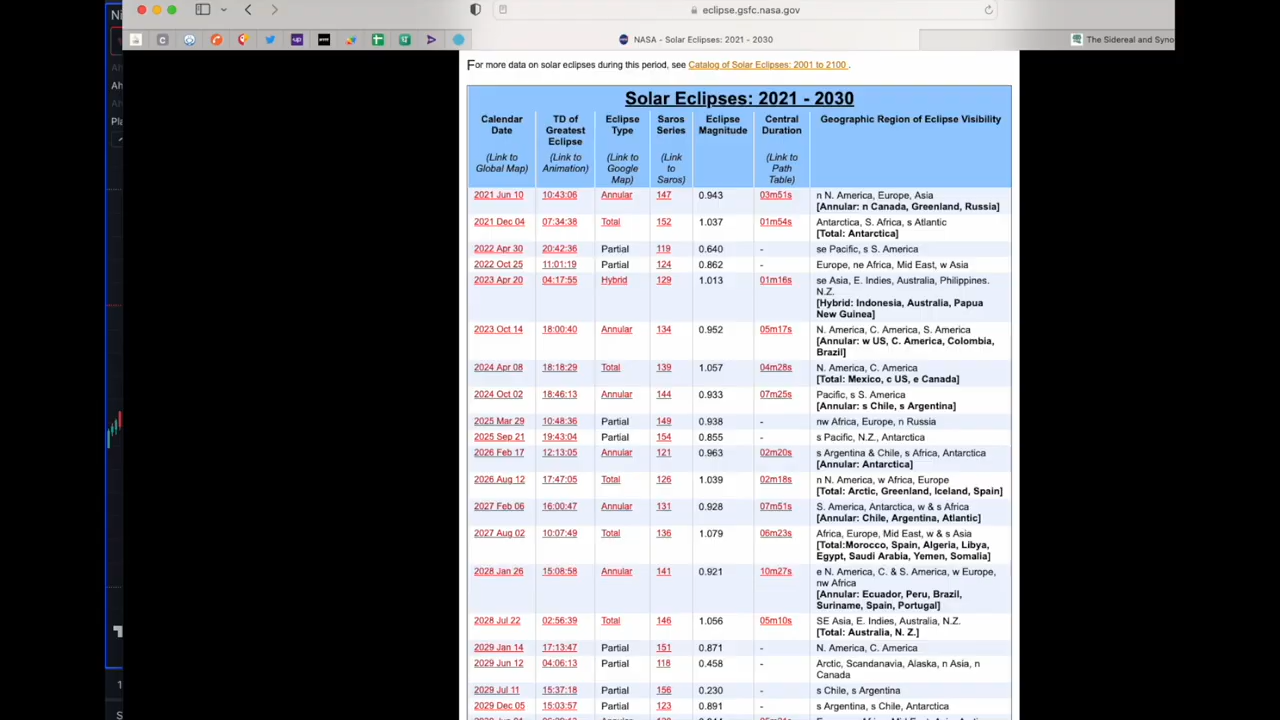 eclipse.gsfc.nasa.gov
NASA - Solar Eclipses: 2021 - 2030
The Sidereal and Syno
For more data on solar eclipses during this period, see Catalog of Solar Eclipses: 2001 to 2100 .
Solar Eclipses: 2021 - 2030
Calendar Date (Link to Global Map) TD of Greatest Eclipse (Link to Animation) Eclipse Type (Link to Google Map) Saros Series (Link to Saros) Eclipse Magnitude Central Duration (Link to Path Table) Geographic Region of Eclipse Visibility
2021 Jun 10 10:43:06 Annular 147 0.943 03m51s n N. America, Europe, Asia
[Annular: n Canada, Greenland, Russia]
2021 Dec 04 07:34:38 Total 152 1.037 01m54s Antarctica, S. Africa, s Atlantic
[Total: Antarctica]
2022 Apr 30 20:42:36 Partial 119 0.640 - se Pacific, s S. America
2022 Oct 25 11:01:19 Partial 124 0.862 - Europe, ne Africa, Mid East, w Asia
2023 Apr 20 04:17:55 Hybrid 129 1.013 01m16s se Asia, E. Indies, Australia, Philippines.
N.Z.
[Hybrid: Indonesia, Australia, Papua
New Guinea]
2023 Oct 14 18:00:40 Annular 134 0.952 05m17s N. America, C. America, S. America
[Annular: w US, C. America, Colombia,
Brazil]
2024 Apr 08 18:18:29 Total 139 1.057 04m28s N. America, C. America
[Total: Mexico, c US, e Canada]
2024 Oct 02 18:46:13 Annular 144 0.933 07m25s Pacific, s S. America
[Annular: s Chile, s Argentina]
2025 Mar 29 10:48:36 Partial 149 0.938 - nw Africa, Europe, n Russia
2025 Sep 21 19:43:04 Partial 154 0.855 - s Pacific, N.Z., Antarctica
2026 Feb 17 12:13:05 Annular 121 0.963 02m20s s Argentina & Chile, s Africa, Antarctica
[Annular: Antarctica]
2026 Aug 12 17:47:05 Total 126 1.039 02m18s n N. America, w Africa, Europe
[Total: Arctic, Greenland, Iceland, Spain]
2027 Feb 06 16:00:47 Annular 131 0.928 07m51s S. America, Antarctica, w & s Africa
[Annular: Chile, Argentina, Atlantic]
2027 Aug 02 10:07:49 Total 136 1.079 06m23s Africa, Europe, Mid East, w & s Asia
[Total:Morocco, Spain, Algeria, Libya,
Egypt, Saudi Arabia, Yemen, Somalia]
2028 Jan 26 15:08:58 Annular 141 0.921 10m27s e N. America, C. & S. America, w Europe,
nw Africa
[Annular: Ecuador, Peru, Brazil,
Suriname, Spain, Portugal]
2028 Jul 22 02:56:39 Total 146 1.056 05m10s SE Asia, E. Indies, Australia, N.Z.
[Total: Australia, N. Z.]
2029 Jan 14 17:13:47 Partial 151 0.871 - N. America, C. America
2029 Jun 12 04:06:13 Partial 118 0.458 - Arctic, Scandanavia, Alaska, n Asia, n
Canada
2029 Jul 11 15:37:18 Partial 156 0.230 - s Chile, s Argentina
2029 Dec 05 15:03:57 Partial 123 0.891 - s Argentina, s Chile, Antarctica